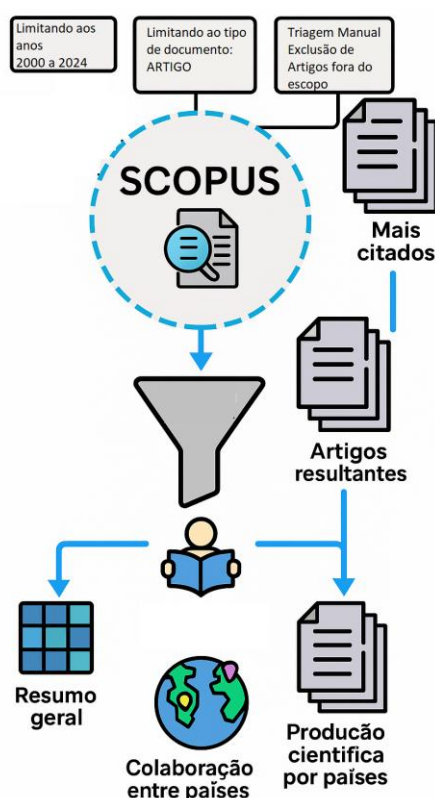 Limitando aos
anos
2000 a 2024
Limitando ao tipo
de documento:
ARTIGO
Triagem Manual
Exclusão de
Artigos fora do
escopo
SCOPUS
Mais
citados
Artigos
resultantes
Resumo
geral
Colaboração
entre países
Producão
cientifica
por países